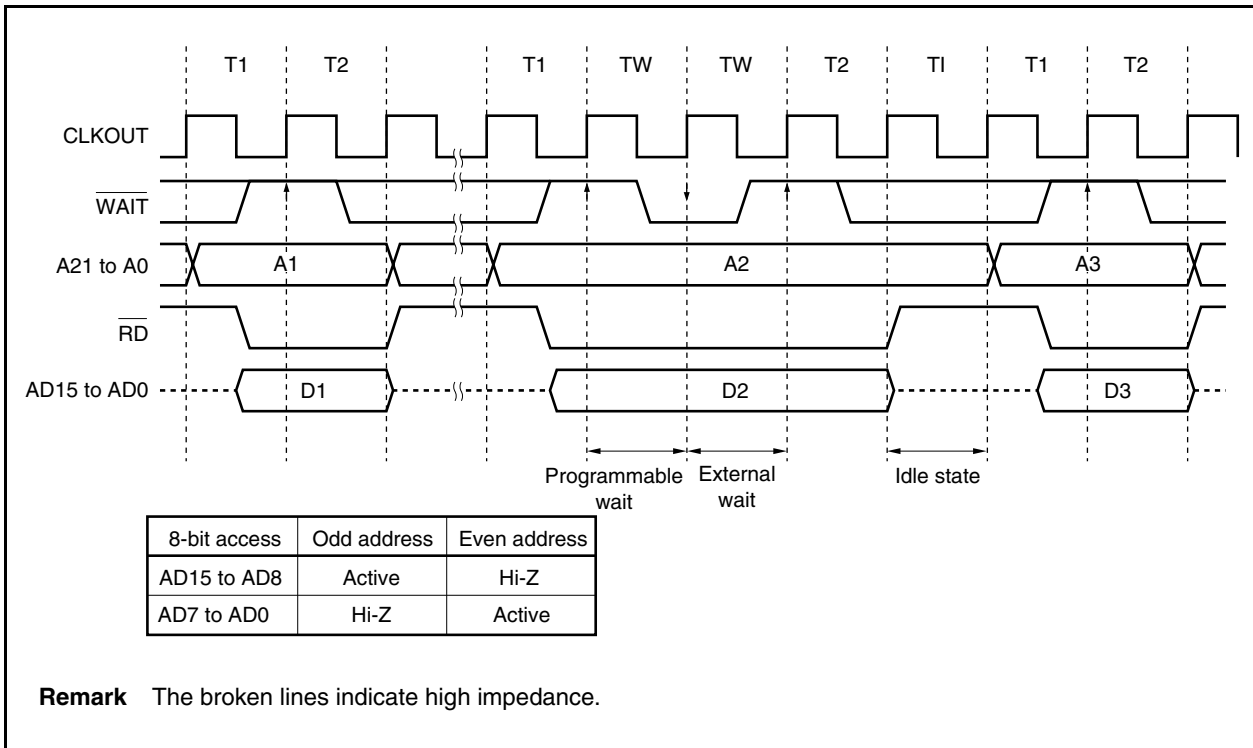 T1 T2 T1 TW TW T2 TI T1 T2
CLKOUT
WAIT
A21 to A0 A1 A2 A3
RD
AD15 to AD0 D1 D2 D3
Programmable wait
External wait
Idle state
8-bit access Odd address Even address
AD15 to AD8 Active Hi-Z
AD7 to AD0 Hi-Z Active
Remark The broken lines indicate high impedance.